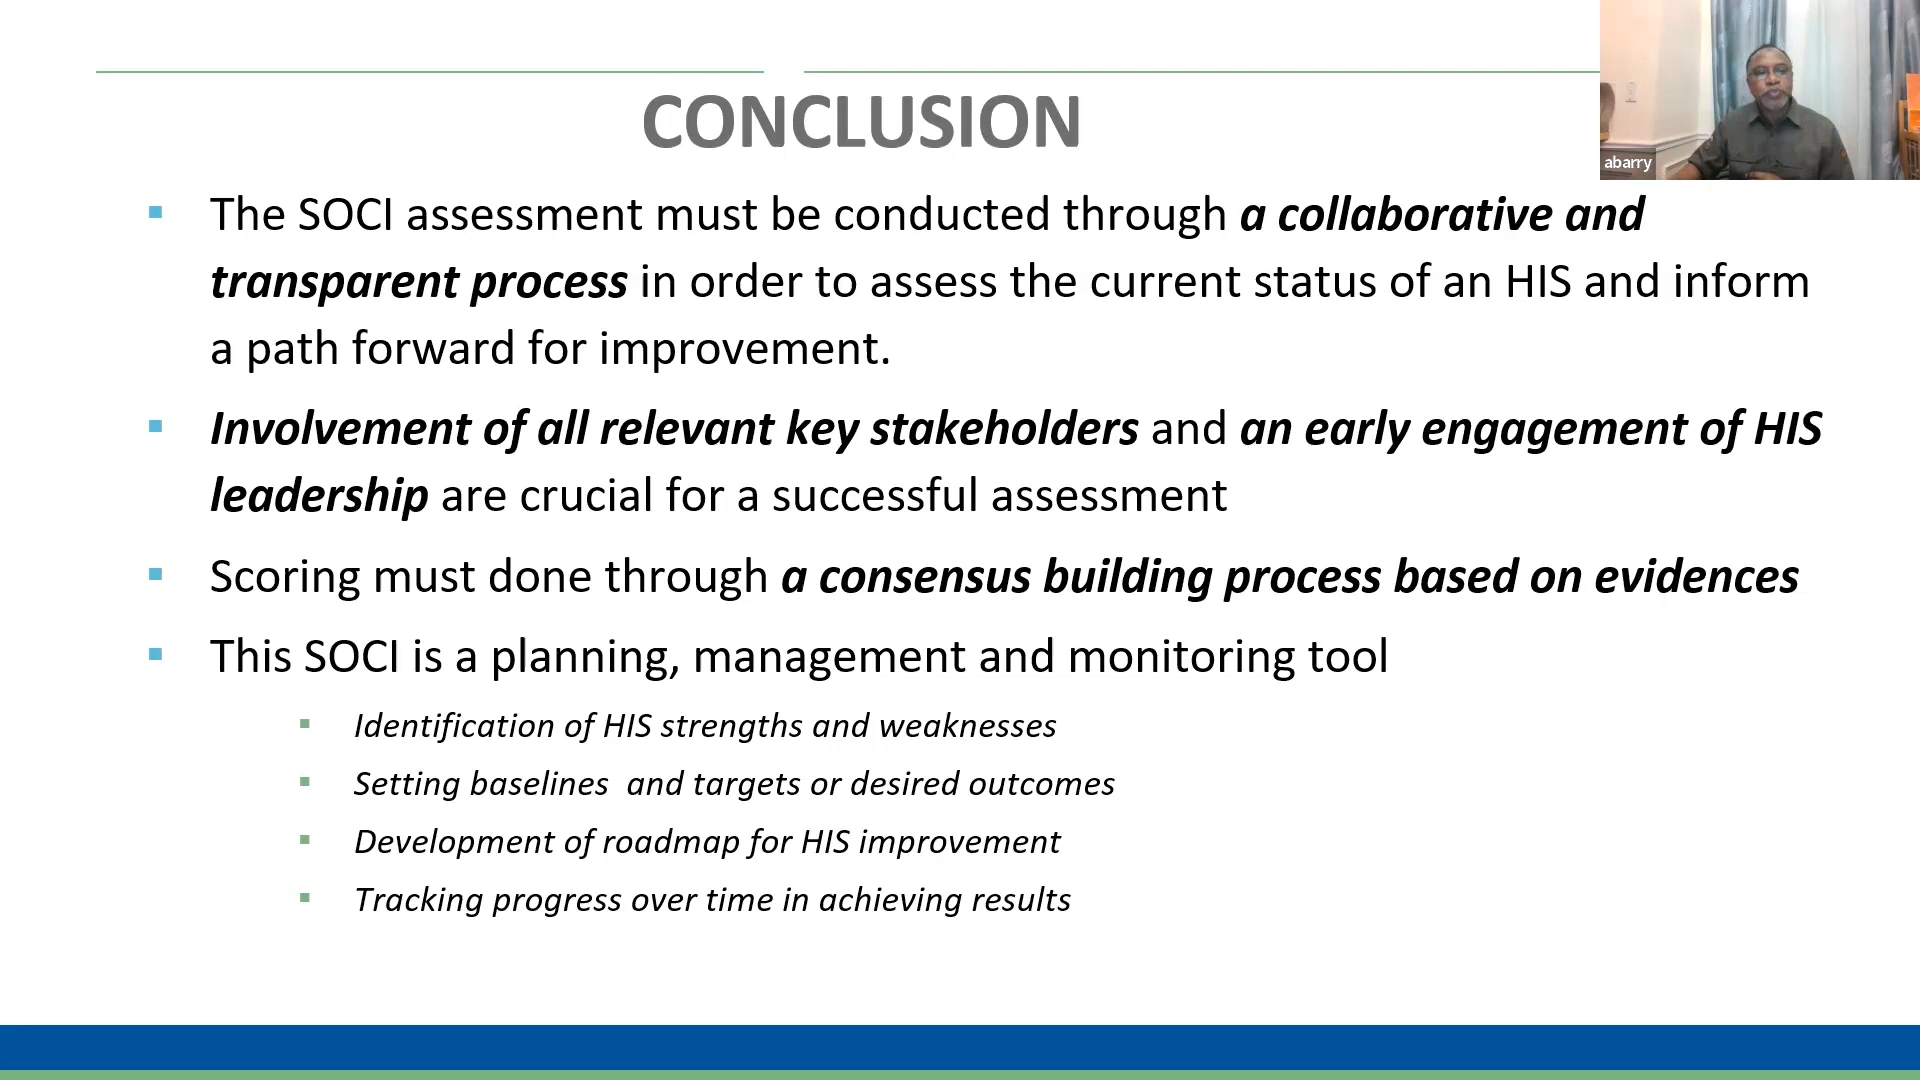 CONCLUSION
abarry
The SOCI assessment must be conducted through a collaborative and
transparent process in order to assess the current status of an HIS and inform
a path forward for improvement.
Involvement of all relevant key stakeholders and an early engagement of HIS
leadership are crucial for a successful assessment
Scoring must done through a consensus building process based on evidences
This SOCI is a planning, management and monitoring tool
Identification of HIS strengths and weaknesses
Setting baselines  and targets or desired outcomes
Development of roadmap for HIS improvement
Tracking progress over time in achieving results